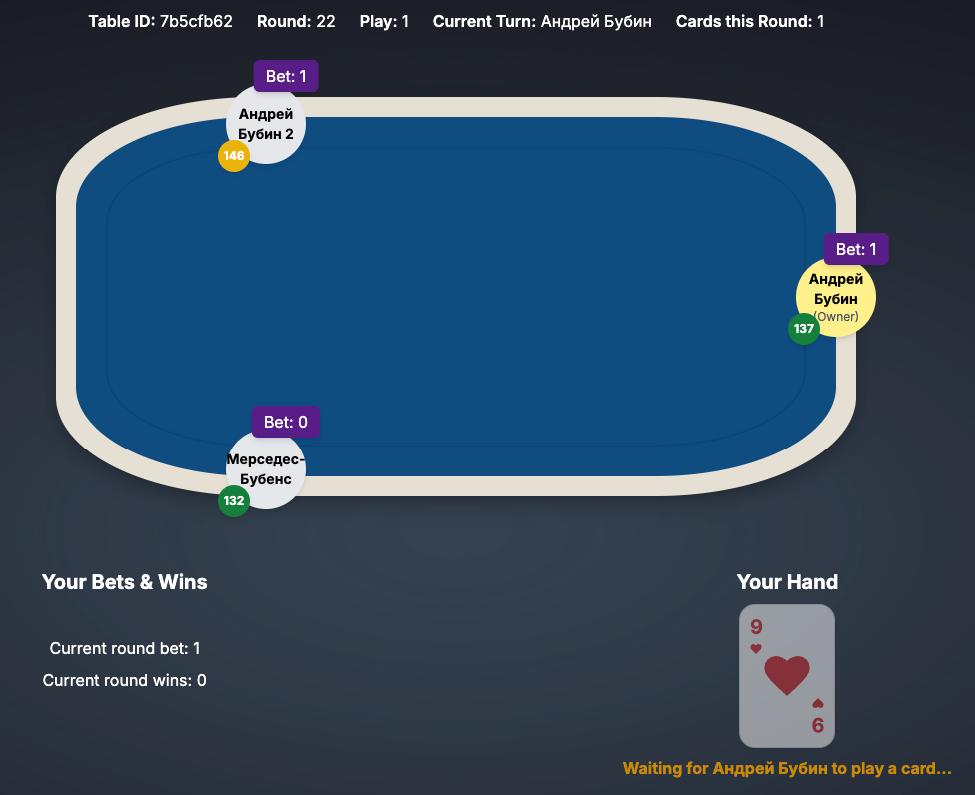 Table ID: 7b5cfb62 Round: 22 Play: 1 Current Turn: Андрей Бубин Cards this Round: 1
Bet: 1
Андрей
Бубин 2
146
Bet: 1
Андрей
Бубин
(Owner)
137
Bet: 0
Мерседес-
Бубенс
132
Your Bets & Wins
Current round bet: 1
Current round wins: 0
Your Hand
9
9
Waiting for Андрей Бубин to play a card...